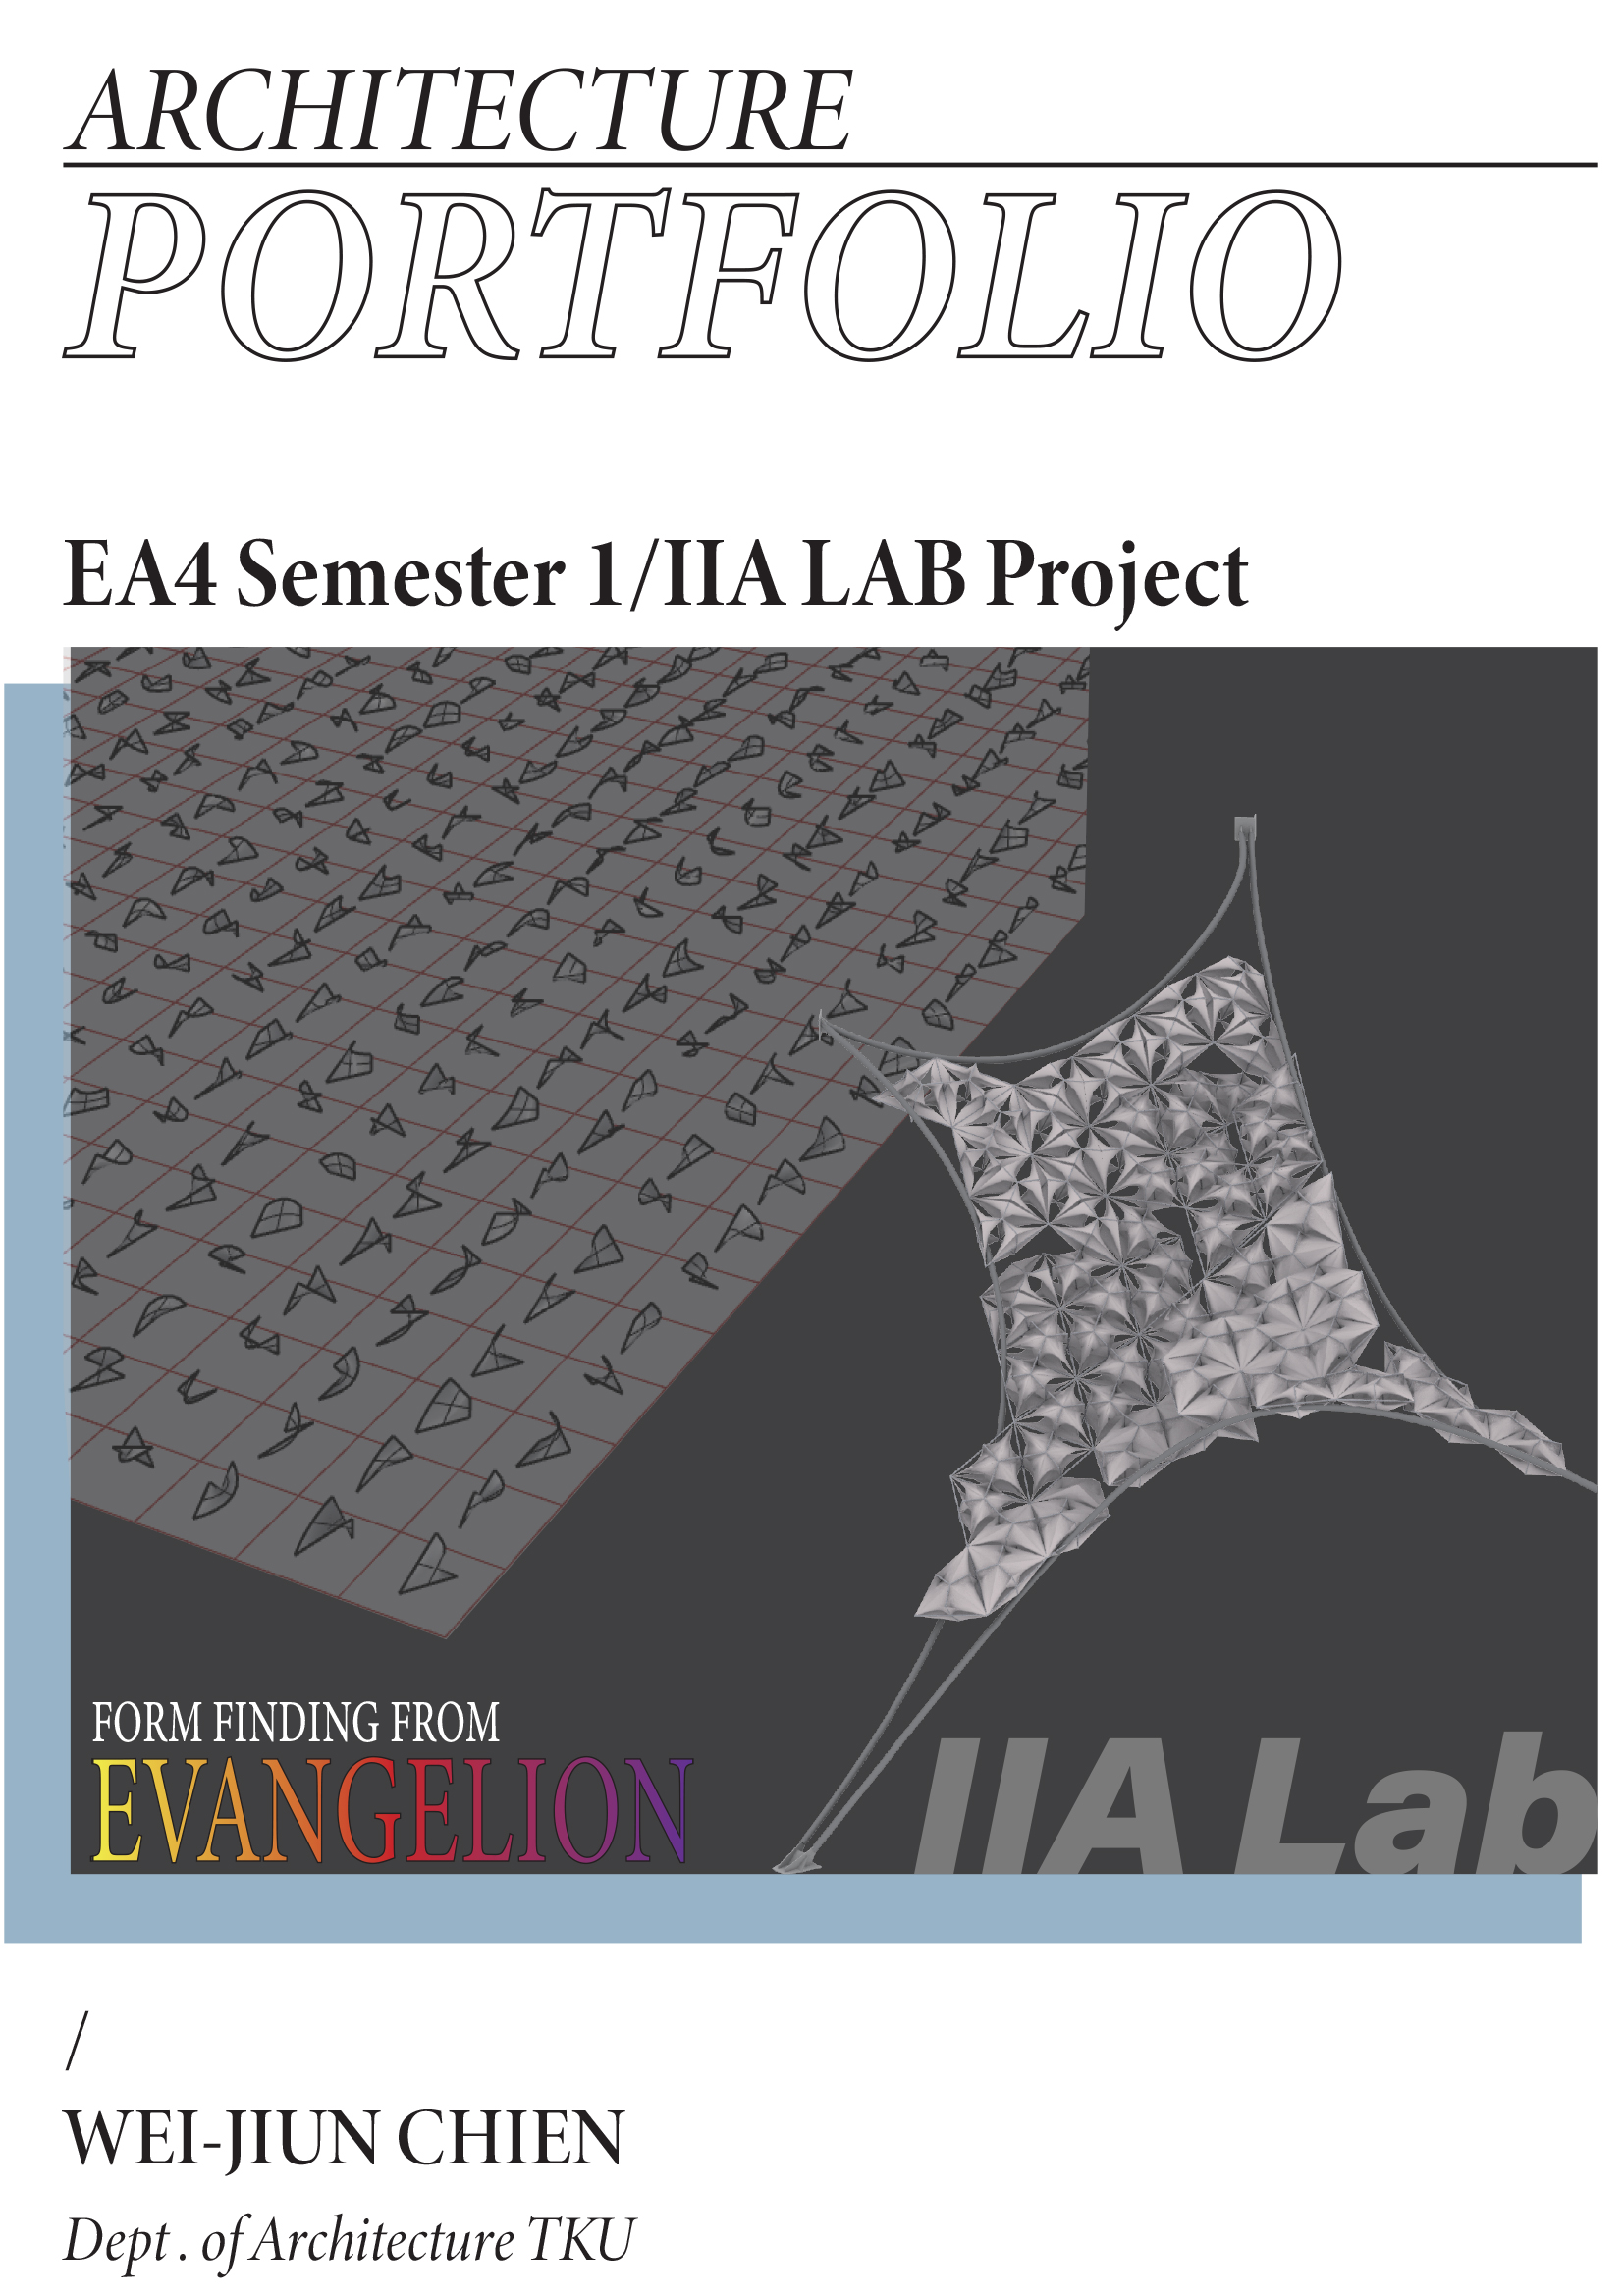 ARCHITECTURE
PORTFOLIO
EA4 Semester 1/IIA LAB Project
FORM FINDING FROM
EVANGELION
IIA Lab
/
WEI-JIUN CHIEN
Dept . of Architecture TKU